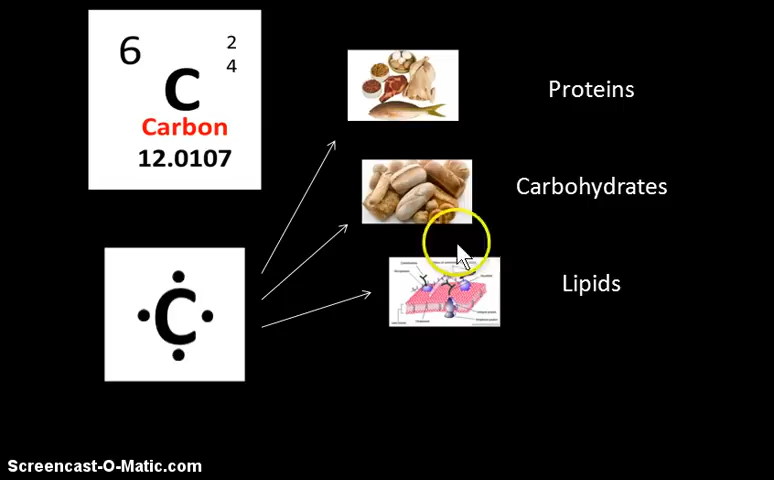 6
2
4
C
Carbon
12.0107
Proteins
Carbohydrates
Lipids
C
Screencast-O-Matic.com